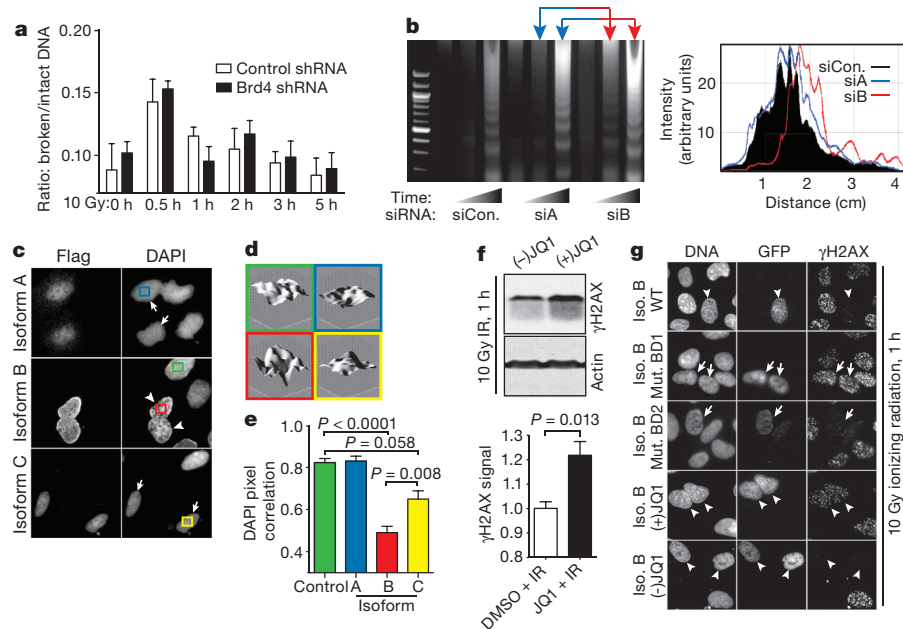 a
Ratio: broken/intact DNA
0.20
0.15
0.10
Control shRNA
Brd4 shRNA
10 Gy: 0 h 0.5 h 1 h 2 h 3 h 5 h
b
Time:
siRNA: siCon. siA siB
Intensity
(arbitrary units)
20
10
siCon.
siA
siB
1 2 3 4
Distance (cm)
c
Flag DAPI
Isoform A
Isoform B
Isoform C
d
e
P < 0.0001
P = 0.058
P = 0.008
DAPI pixel
correlation
1.0
0.8
0.6
0.4
Control A B C
Isoform
f
(-)JQ1 (+)JQ1
10 Gy IR, 1 h
γH2AX
Actin
P = 0.013
γH2AX signal
1.3
1.2
1.1
1.0
0.9
0.8
DMSO + IR
JQ1 + IR
g
DNA GFP γH2AX
Iso. B
WT
Iso. B
Mut. BD1
Iso. B
Mut. BD2
Iso. B
(+)JQ1
Iso. B
(-)JQ1
10 Gy ionizing radiation, 1 h